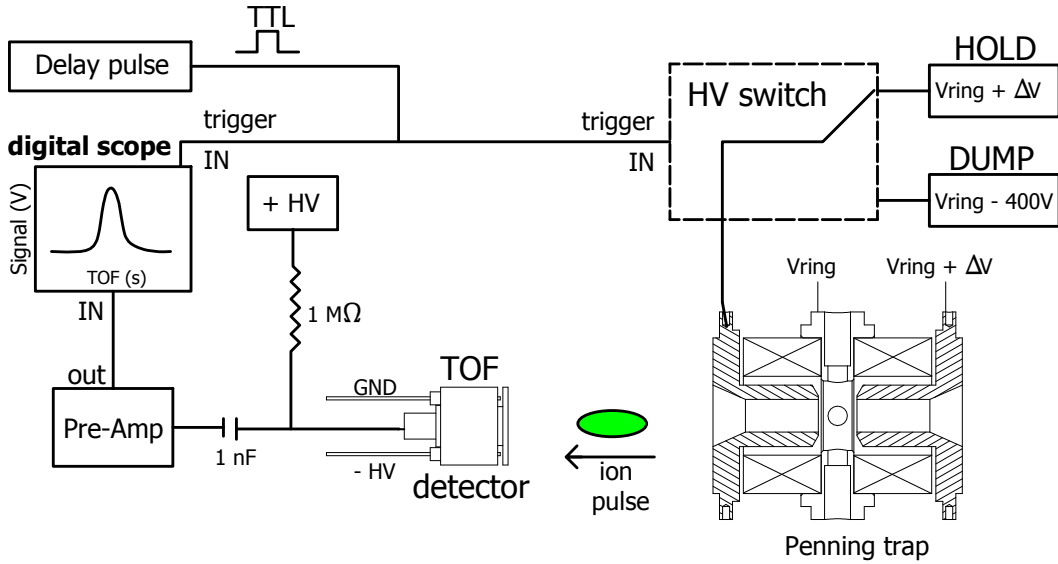 TTL
Delay pulse
HOLD
Vring + ΔV
HV switch
trigger
IN
trigger
IN
digital scope
DUMP
Vring - 400V
Signal (V)
TOF (s)
+ HV
IN
1 MΩ
Vring
Vring + ΔV
out
Pre-Amp
1 nF
GND
TOF
- HV
detector
ion
pulse
Penning trap